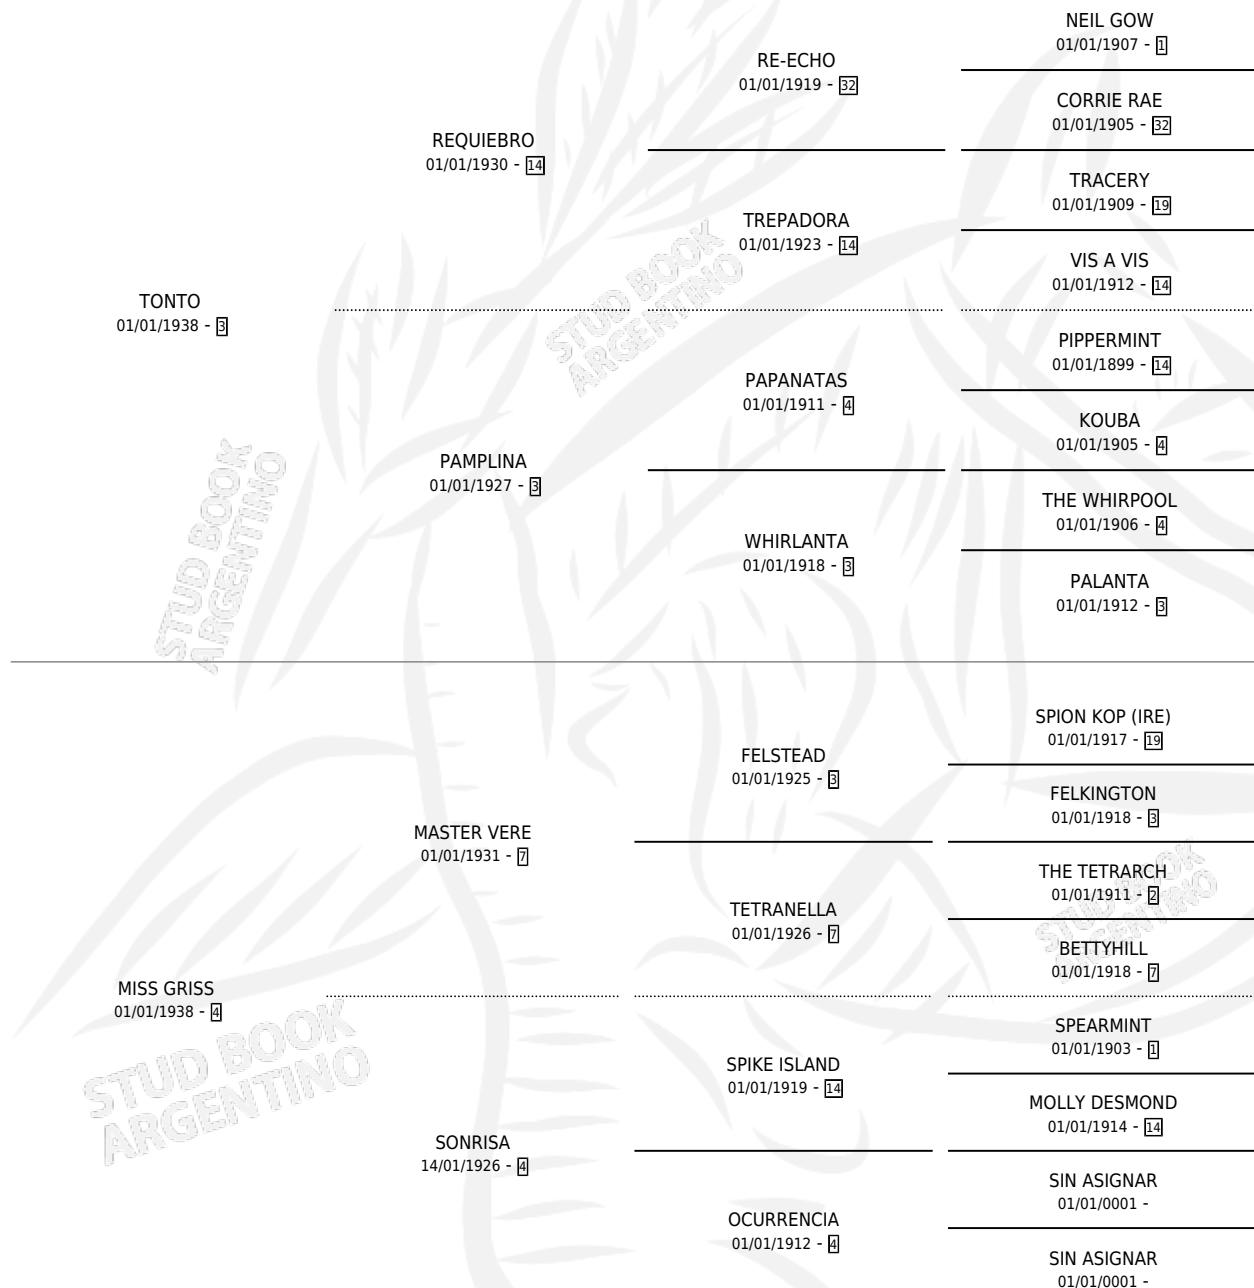 NEIL GOW
01/01/1907 - 1
RE-ECHO
01/01/1919 - 32
CORRIE RAE
01/01/1905 - 32
REQUIEBRO
01/01/1930 - 14
TRACERY
01/01/1909 - 19
TREPADORA
01/01/1923 - 14
VIS A VIS
01/01/1912 - 14
TONTO
01/01/1938 - 3
PIPPERMINT
01/01/1899 - 14
PAPANATAS
01/01/1911 - 4
KOUBA
01/01/1905 - 4
PAMPLINA
01/01/1927 - 3
THE WHIRPOOL
01/01/1906 - 4
WHIRLANTA
01/01/1918 - 3
PALANTA
01/01/1912 - 3
SPION KOP (IRE)
01/01/1917 - 19
FELSTEAD
01/01/1925 - 3
FELKINGTON
01/01/1918 - 3
MASTER VERE
01/01/1931 - 7
THE TETRARCH
01/01/1911 - 2
TETRANELLA
01/01/1926 - 7
BETTYHILL
01/01/1918 - 7
MISS GRISS
01/01/1938 - 4
SPEARMINT
01/01/1903 - 1
SPIKE ISLAND
01/01/1919 - 14
MOLLY DESMOND
01/01/1914 - 14
SONRISA
14/01/1926 - 4
SIN ASIGNAR
01/01/0001 -
OCURRENCIA
01/01/1912 - 4
SIN ASIGNAR
01/01/0001 -
STUD BOOK
ARGENTINO
STUD BOOK
ARGENTINO
STUD BOOK
ARGENTINO
STUD BOOK
ARGENTINO